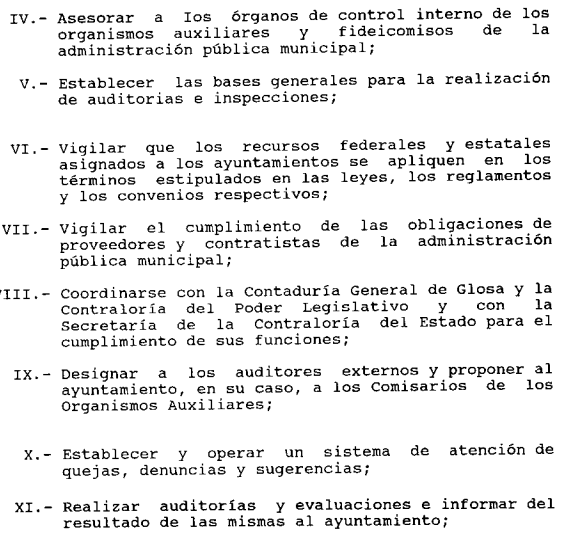 IV.- Asesorar a los órganos de control interno de los
organismos auxiliares y fideicomisos de la
administración pública municipal;
V.- Establecer las bases generales para la realización
de auditorias e inspecciones;
VI.- Vigilar que los recursos federales y estatales
asignados a los ayuntamientos se apliquen en los
términos estipulados en las leyes, los reglamentos
y los convenios respectivos;
VII.- Vigilar el cumplimiento de las obligaciones de
proveedores y contratistas de la administración
pública municipal;
VIII.- Coordinarse con la Contaduría General de Glosa y la
Contraloría del Poder Legislativo y con la
Secretaría de la Contraloría del Estado para el
cumplimiento de sus funciones;
IX.- Designar a los auditores externos y proponer al
ayuntamiento, en su caso, a los Comisarios de los
Organismos Auxiliares;
X.- Establecer y operar un sistema de atención de
quejas, denuncias y sugerencias;
XI.- Realizar auditorías y evaluaciones e informar del
resultado de las mismas al ayuntamiento;